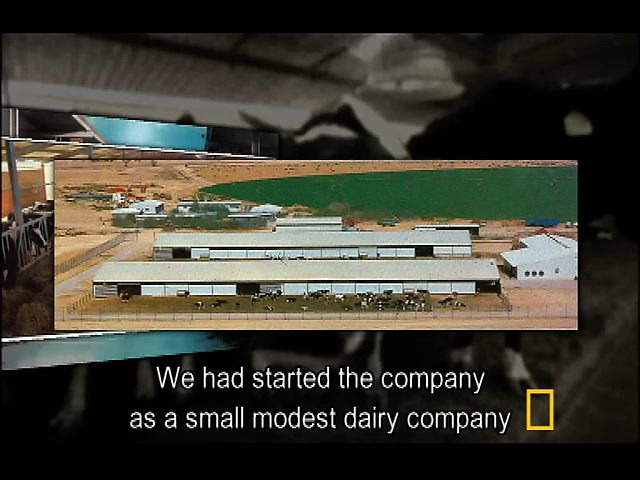 We had started the company
as a small modest dairy company